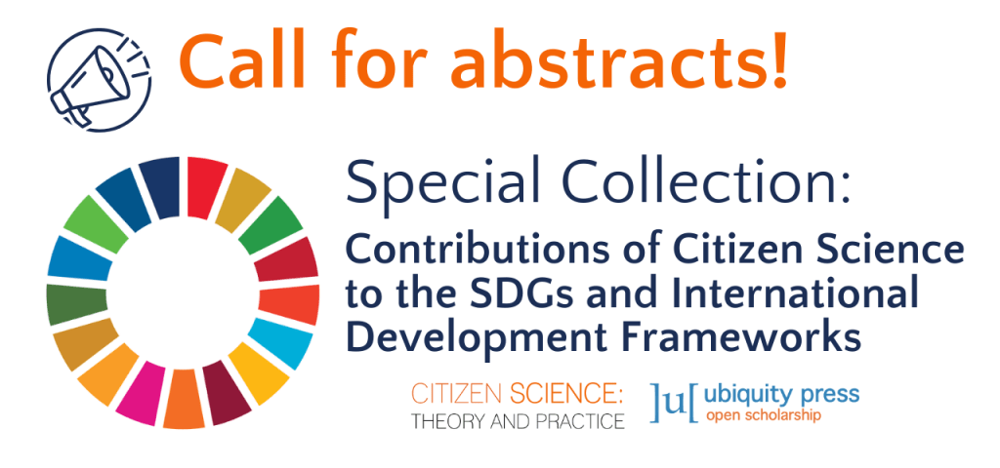 Call for abstracts!
Special Collection:
Contributions of Citizen Science
to the SDGs and International
Development Frameworks
CITIZEN SCIENCE:
THEORY AND PRACTICE
]u[ ubiquity press
open scholarship